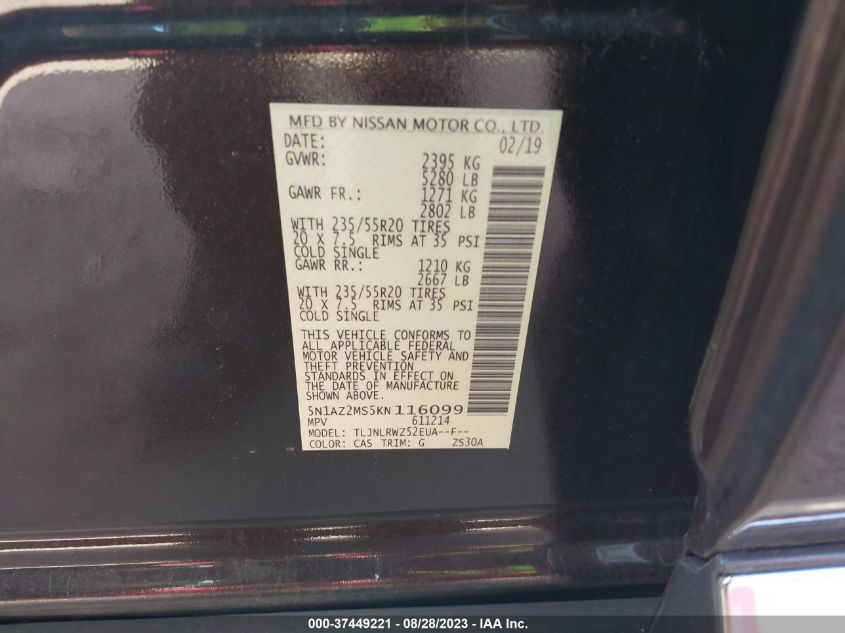 MFD BY NISSAN MOTOR CO., LTD.
DATE: 02/19
GVWR: 2395 KG
5280 LB
GAWR FR.: 1271 KG
2802 LB
WITH 235/55R20 TIRES
20 X 7.5 RIMS AT 35 PSI
COLD SINGLE
GAWR RR.: 1210 KG
2667 LB
WITH 235/55R20 TIRES
20 X 7.5 RIMS AT 35 PSI
COLD SINGLE
THIS VEHICLE CONFORMS TO
ALL APPLICABLE FEDERAL
MOTOR VEHICLE SAFETY AND
THEFT PREVENTION
STANDARDS IN EFFECT ON
THE DATE OF MANUFACTURE
SHOWN ABOVE.
5N1AZ2MS5KN116099
MPV 611214
MODEL: TLJNLRWZ52EUA--F--
COLOR: CAS TRIM: G ZS30A
000-37449221 - 08/28/2023 - IAA Inc.